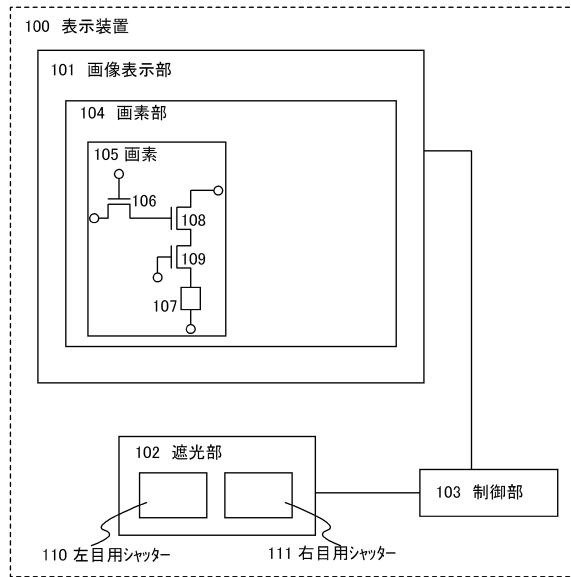 100 表示装置
101 画像表示部
104 画素部
105 画素
106
108
109
107
102 遮光部
103 制御部
110 左目用シャッター
111 右目用シャッター